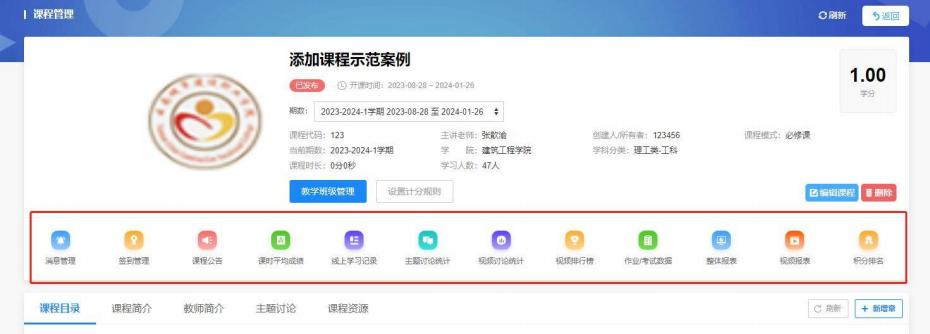 课程管理
刷新 返回
添加课程示范案例
已发布 开课时间：2023-08-28 ~ 2024-01-26
期数： 2023-2024-1学期 2023-08-28 至 2024-01-26
1.00
学分
课程代码：123 主讲老师：张歆渝 创建人/所有者：123456 课程模式：必修课
当前期数：2023-2024-1学期 学 院：建筑工程学院 学科分类：理工类-工科
课程时长：0分0秒 学习人数：47人
教学班级管理 设置计分规则 编辑课程 删除
消息管理 签到管理 课程公告 课时平均成绩 线上学习记录 主题讨论统计 视频讨论统计 视频排行榜 作业/考试数据 整体报表 视频报表 积分排名
课程目录 课程简介 教师简介 主题讨论 课程资源 刷新 + 新增章